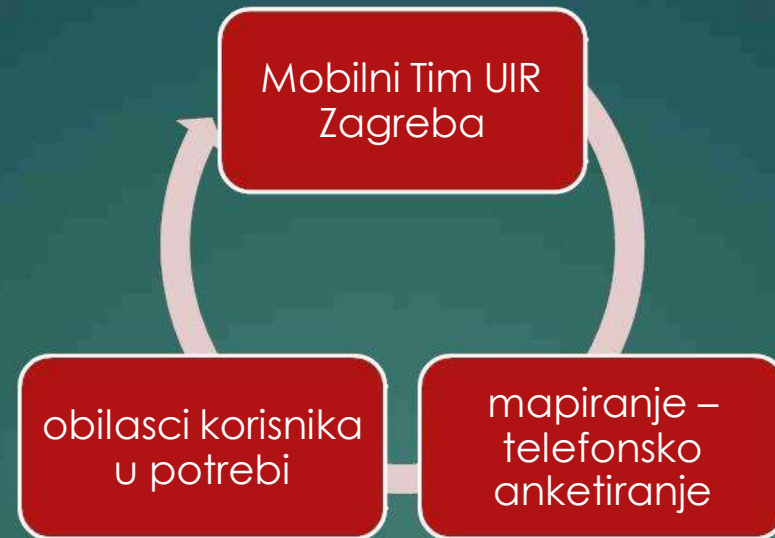 Mobilni Tim UIR
Zagreba
obilasci korisnika
u potrebi
mapiranje –
telefonsko
anketiranje